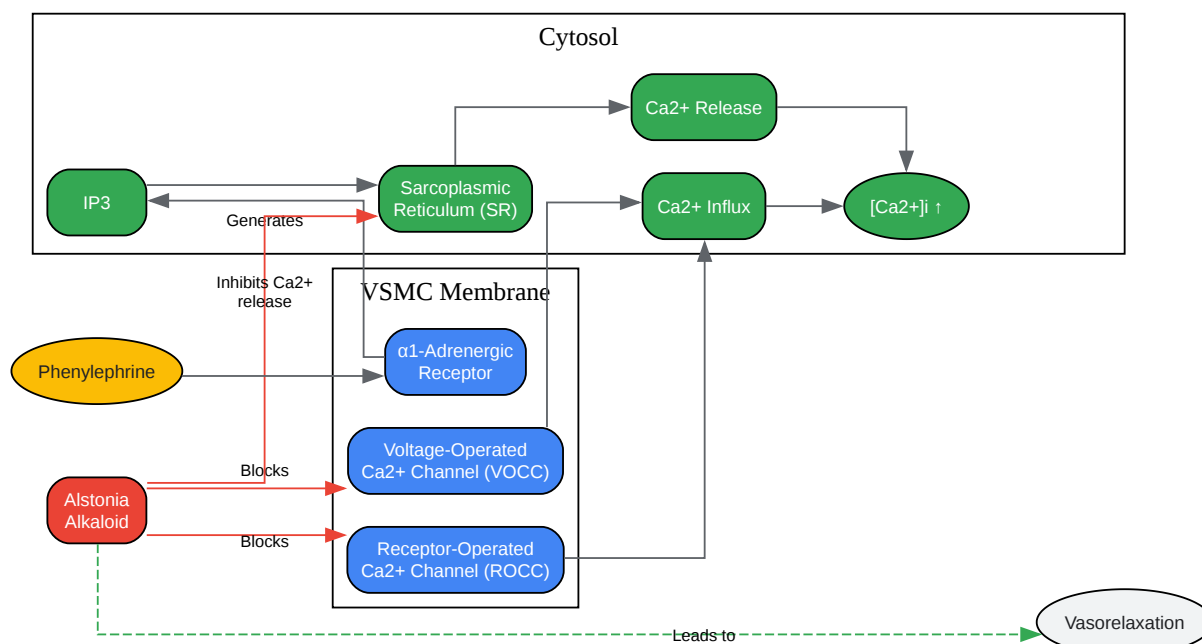 Cytosol
Ca2+ Release
IP3
Sarcoplasmic
Reticulum (SR)
Ca2+ Influx
[Ca2+]i ↑
Generates
Inhibits Ca2+
release
VSMC Membrane
α1-Adrenergic
Receptor
Phenylephrine
Voltage-Operated
Ca2+ Channel (VOCC)
Blocks
Alstonia
Alkaloid
Blocks
Receptor-Operated
Ca2+ Channel (ROCC)
Leads to
Vasorelaxation